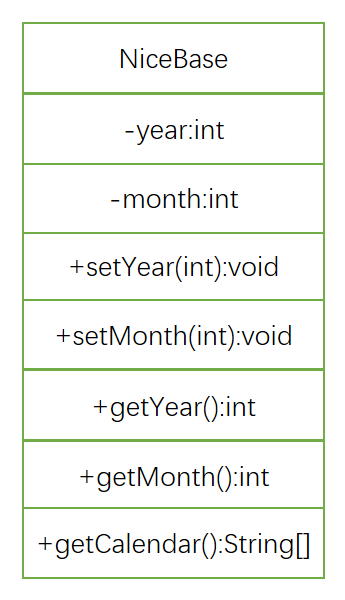 NiceBase
-year:int
-month:int
+setYear(int):void
+setMonth(int):void
+getYear():int
+getMonth():int
+getCalendar():String[]